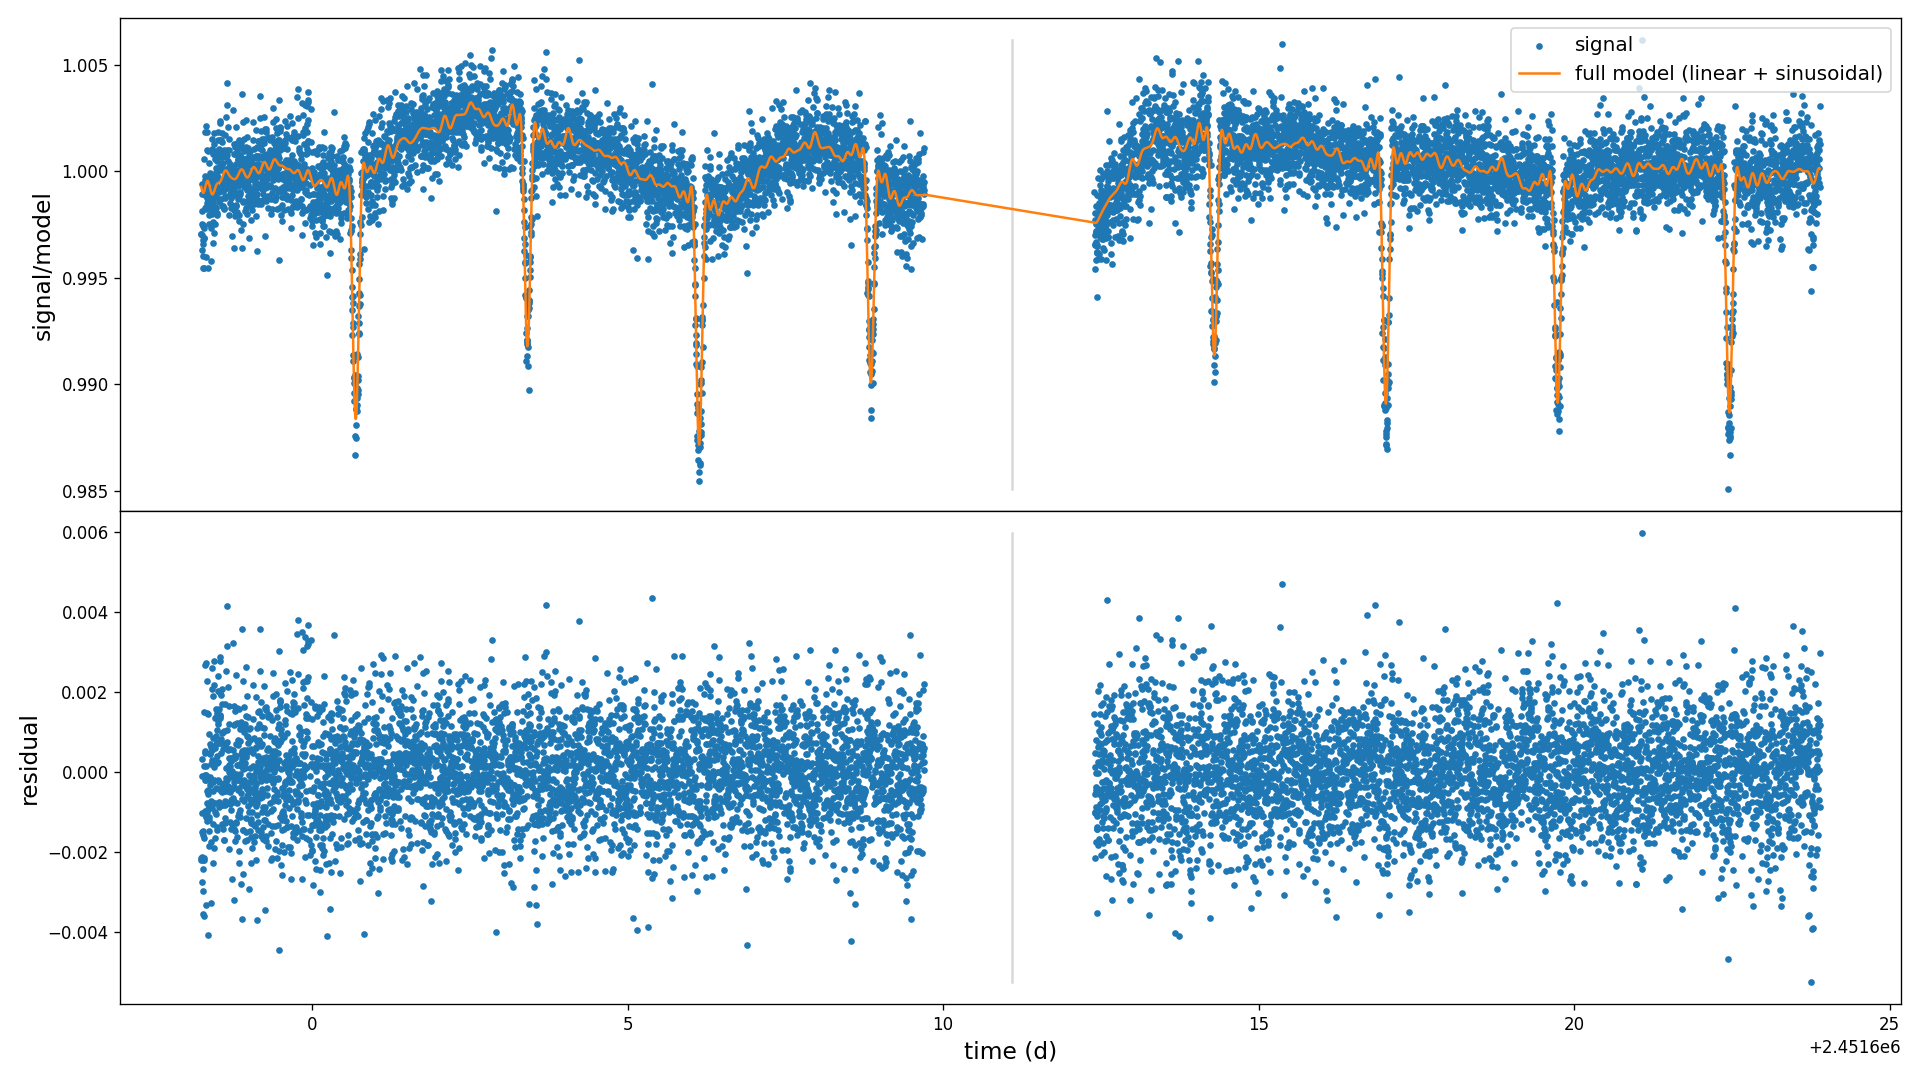 signal
full model (linear + sinusoidal)
1.005
1.000
0.995
0.990
0.985
signal/model
0.006
0.004
0.002
0.000
−0.002
−0.004
residual
0
5
10
15
20
25
time (d)
+2.4516e6